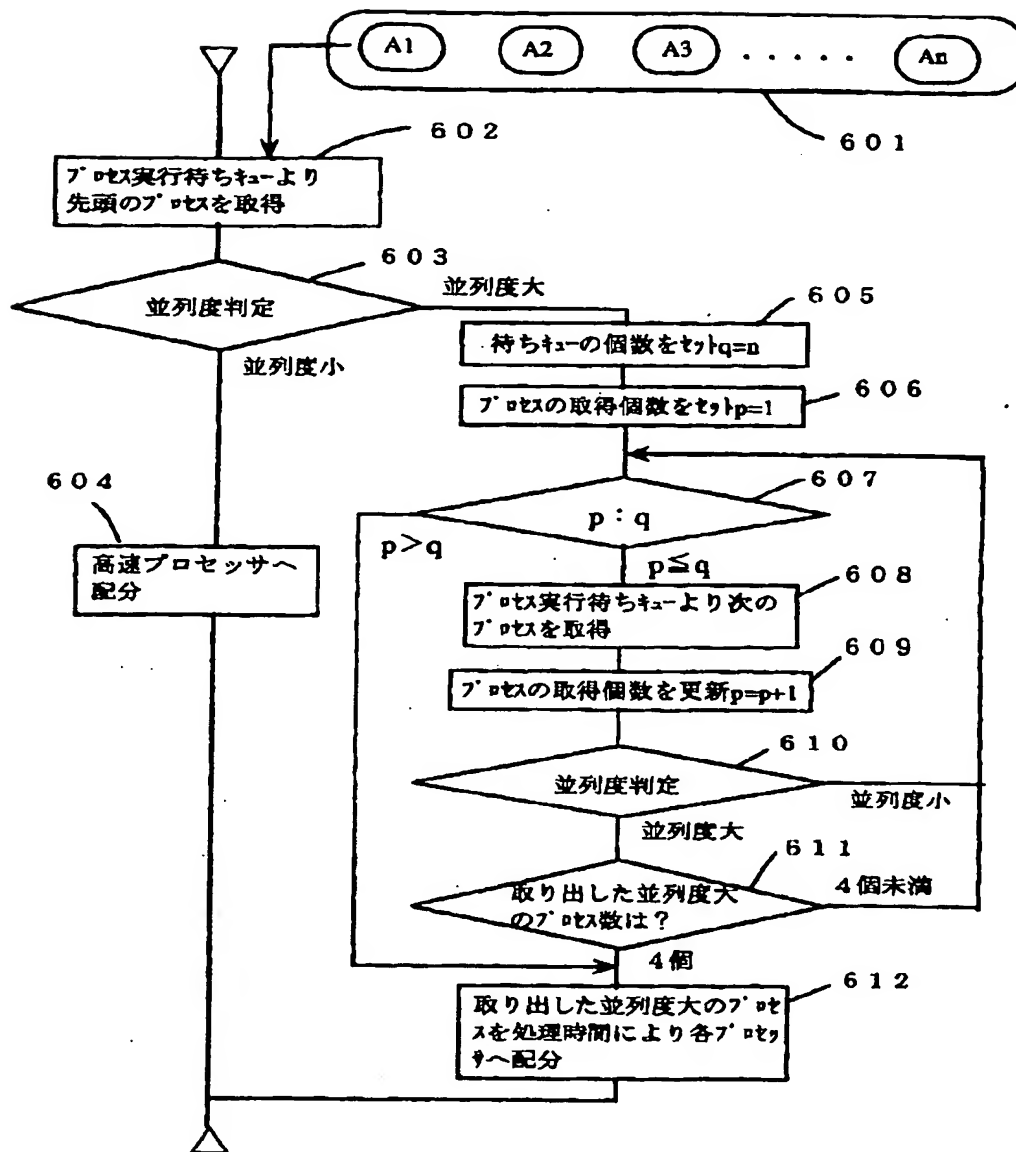 A1 A2 A3 ・・・・・ An
601
602
プロセス実行待ちキューより
先頭のプロセスを取得
603
並列度判定
並列度大
並列度小
605
待ちキューの個数をセットq=n
606
プロセスの取得個数をセットp=1
604
高速プロセッサへ
配分
607
p:q
p>q
p≦q
608
プロセス実行待ちキューより次の
プロセスを取得
609
プロセスの取得個数を更新p=p+1
610
並列度判定
並列度小
並列度大
611
取り出した並列度大
のプロセス数は?
4個未満
4個
612
取り出した並列度大のプロセ
スを処理時間により各プロセッ
サへ配分